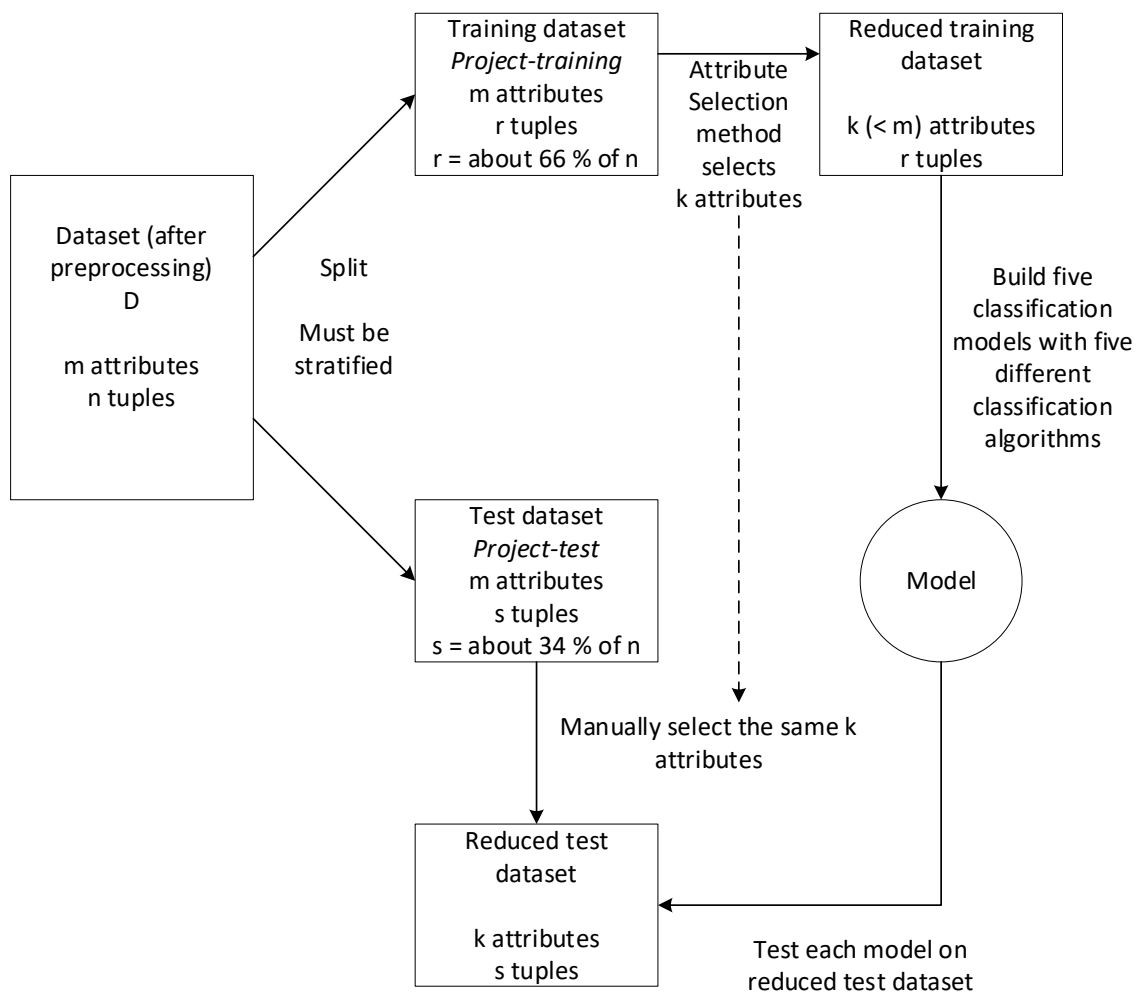 Training dataset
Project-training
m attributes
r tuples
r = about 66 % of n
Attribute
Selection
method
selects
k attributes
Reduced training
dataset
k (< m) attributes
r tuples
Dataset (after
preprocessing)
D
m attributes
n tuples
Split
Must be
stratified
Build five
classification
models with five
different
classification
algorithms
Test dataset
Project-test
m attributes
s tuples
s = about 34 % of n
Model
Manually select the same k
attributes
Reduced test
dataset
k attributes
s tuples
Test each model on
reduced test dataset